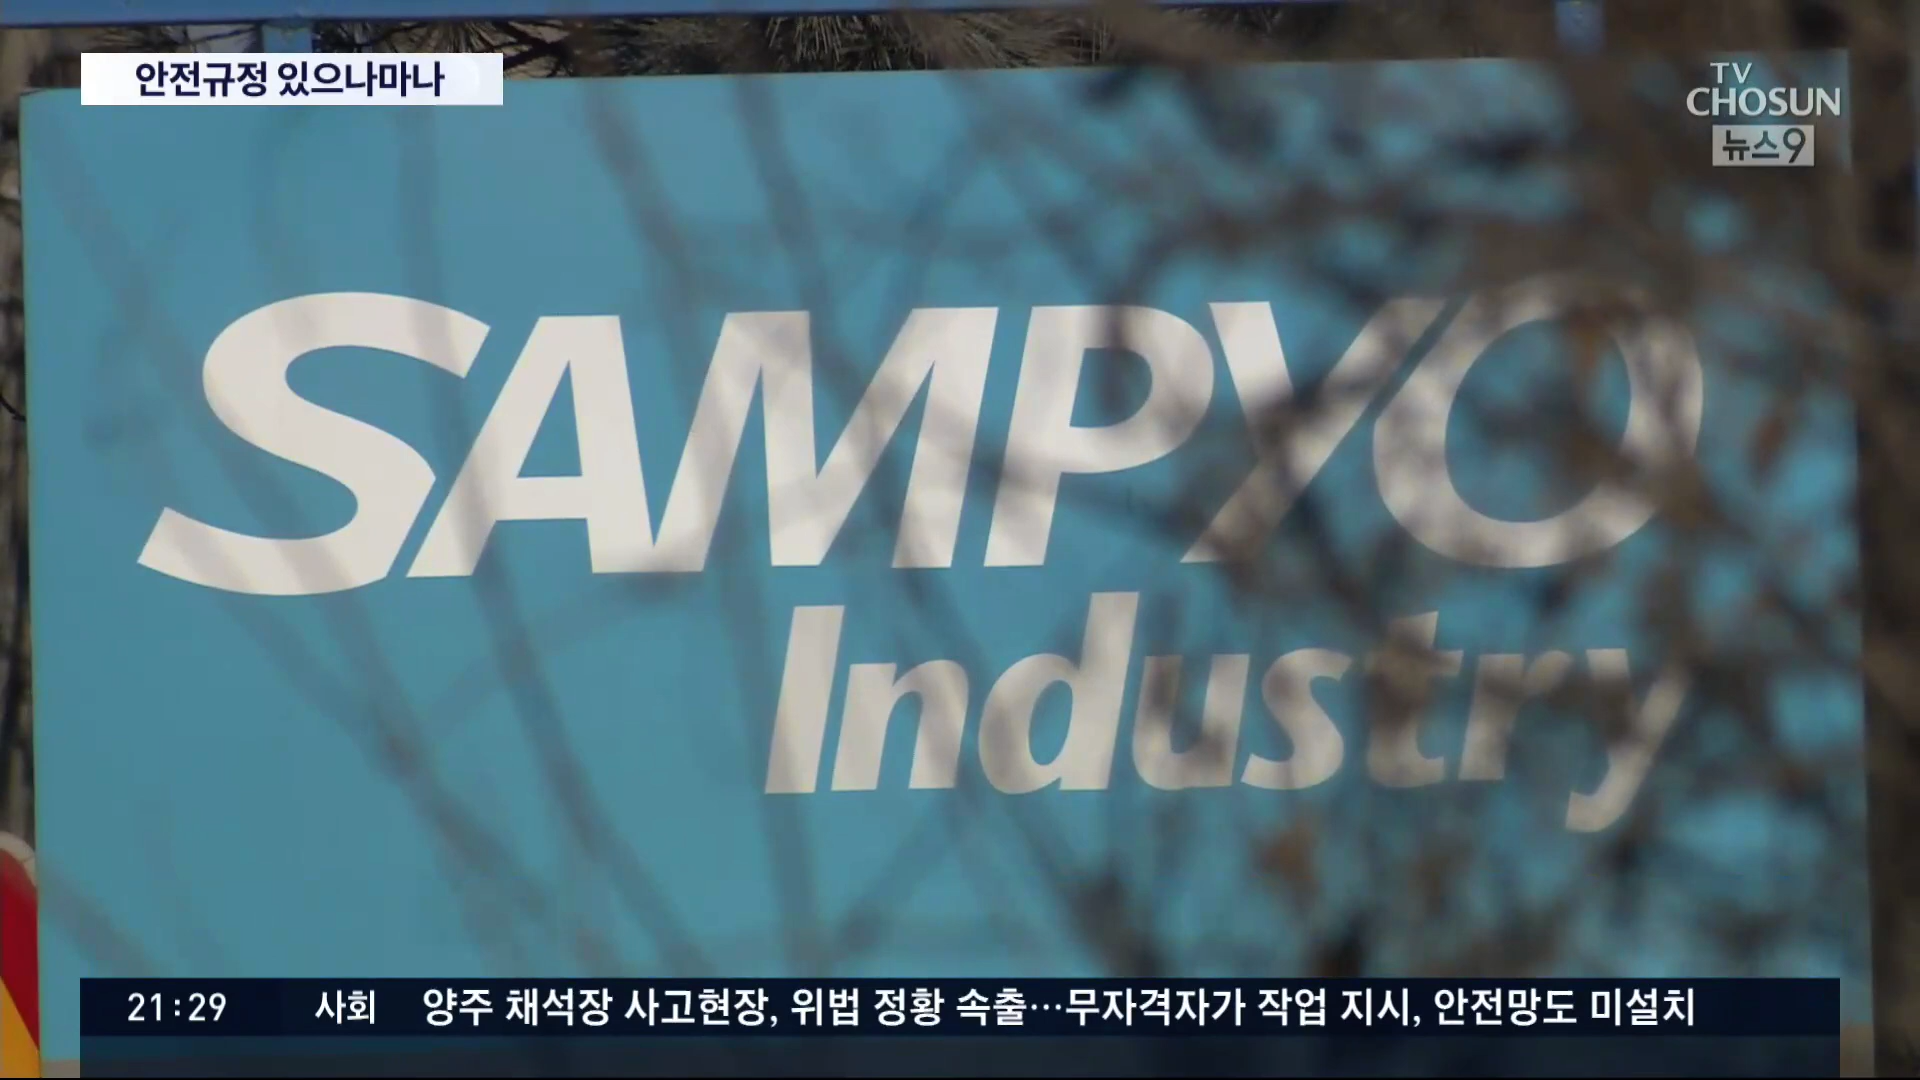 안전규정 있으나마나
TV
CHOSUN
뉴스9
SAMPYO
Industry
21:29 사회 양주 채석장 사고현장, 위법 정황 속출…무자격자가 작업 지시, 안전망도 미설치